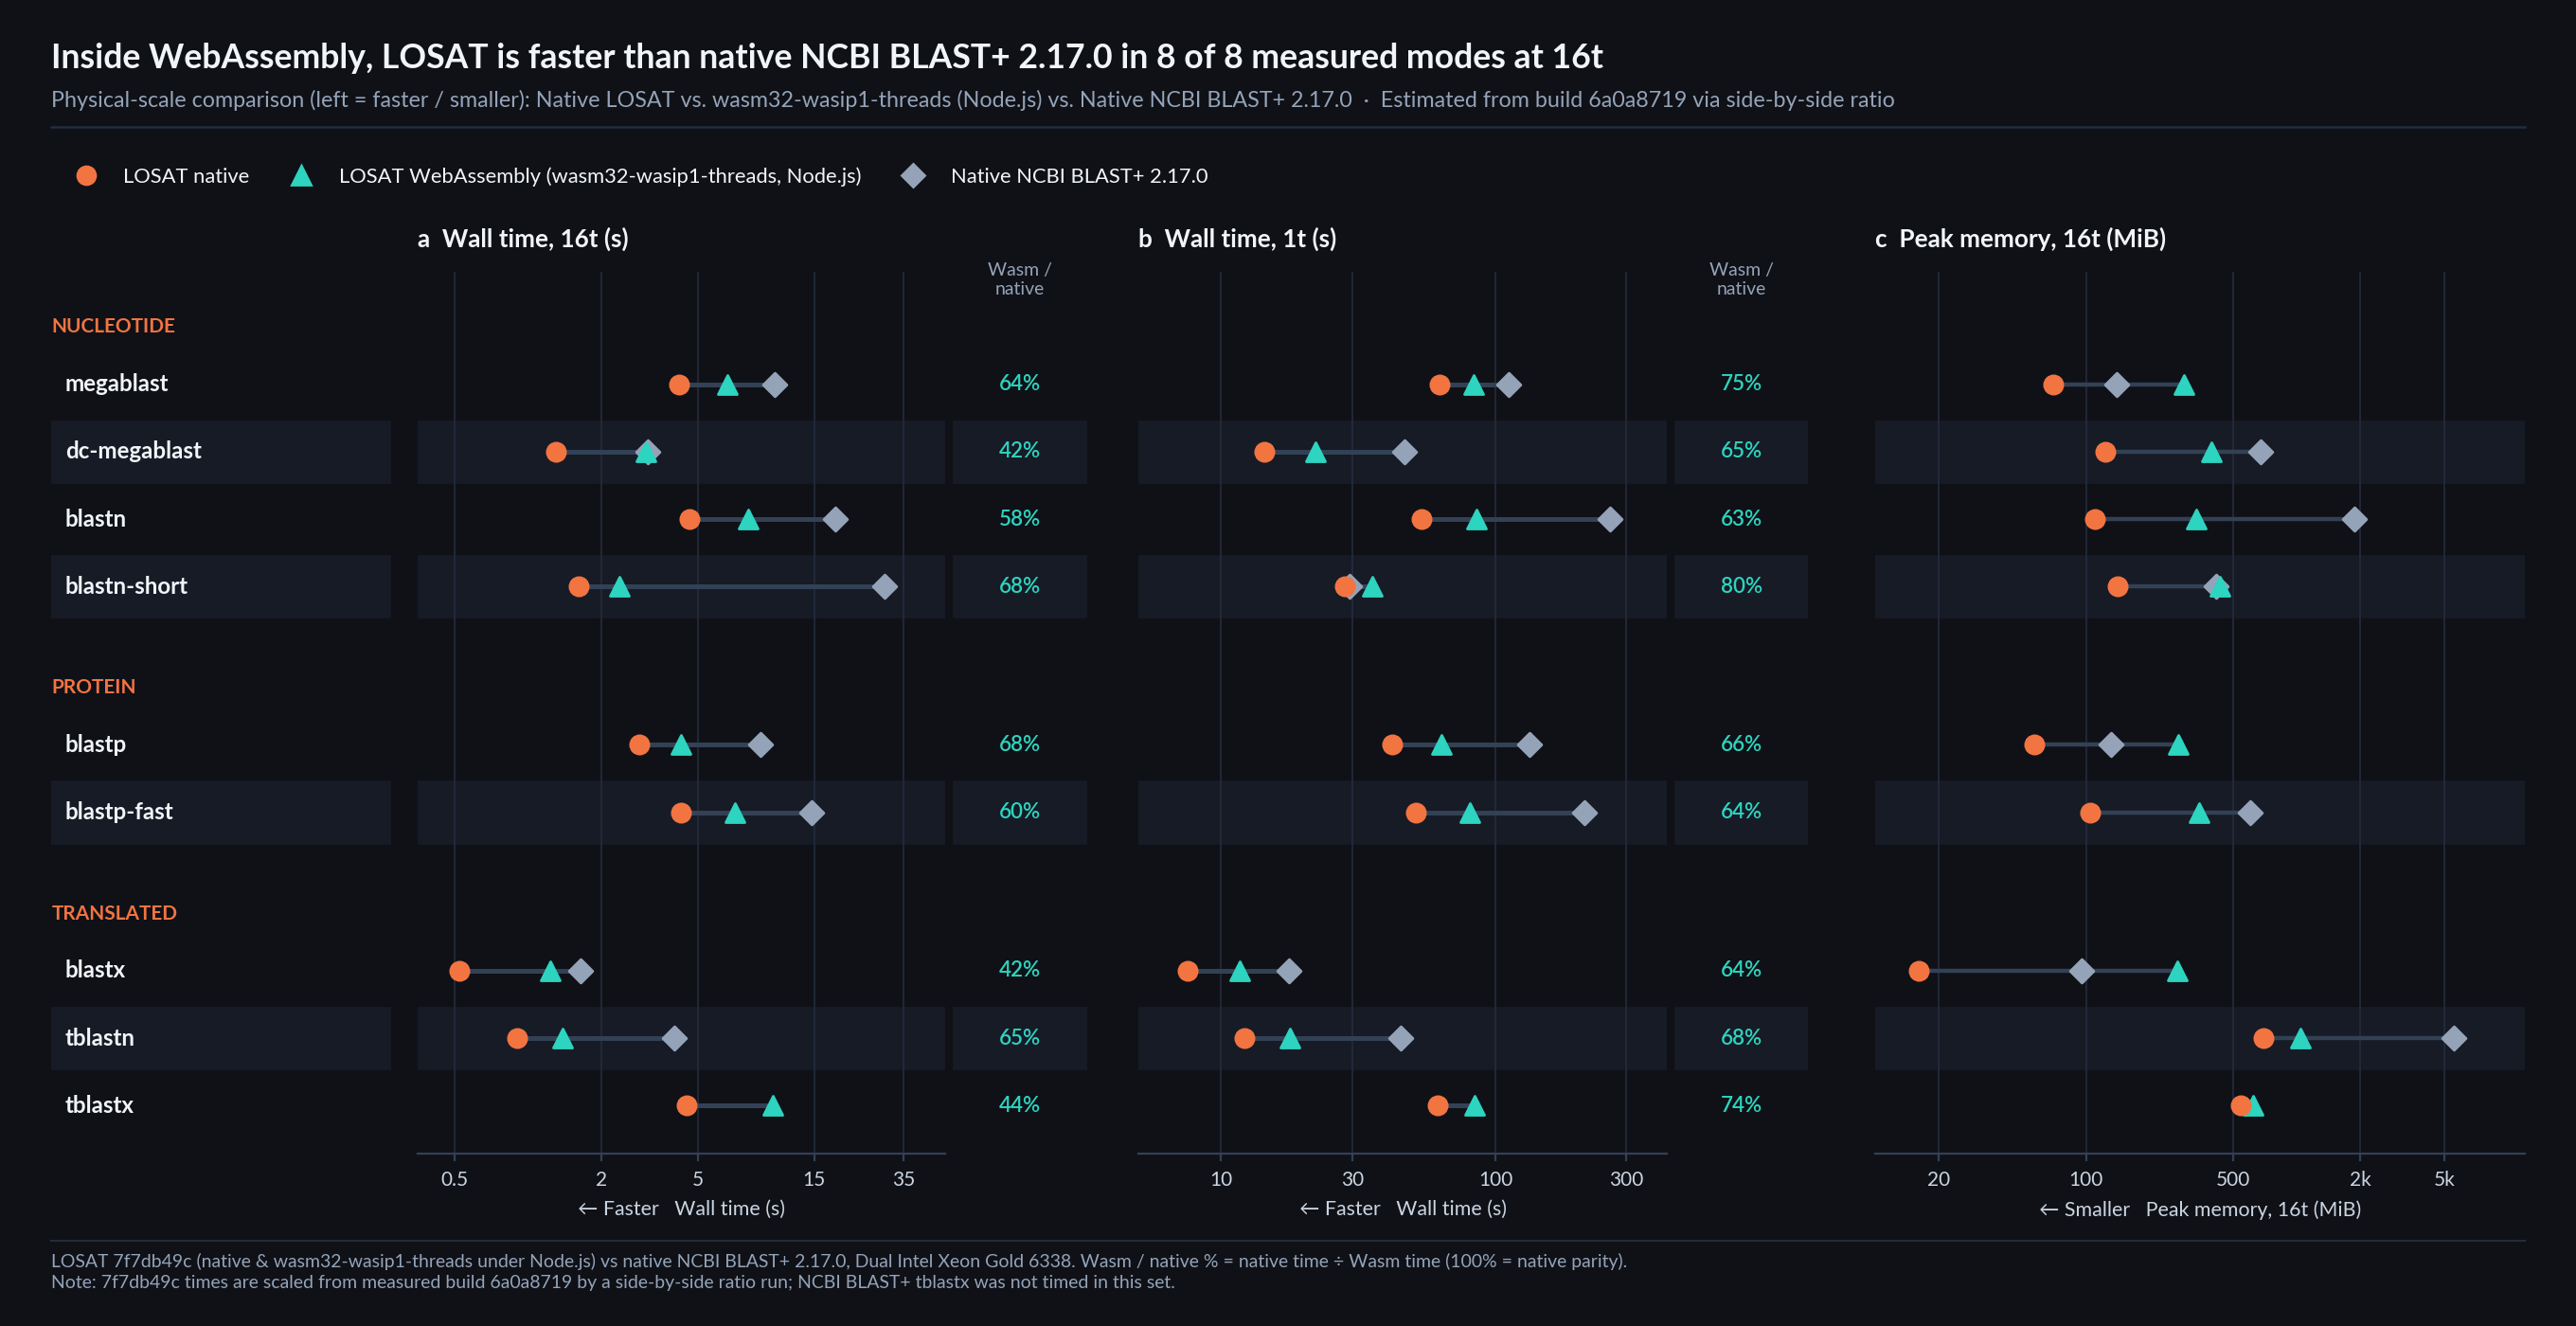 Inside WebAssembly, LOSAT is faster than native NCBI BLAST+ 2.17.0 in 8 of 8 measured modes at 16t
Physical-scale comparison (left = faster / smaller): Native LOSAT vs. wasm32-wasip1-threads (Node.js) vs. Native NCBI BLAST+ 2.17.0 · Estimated from build 6a0a8719 via side-by-side ratio
LOSAT native
LOSAT WebAssembly (wasm32-wasip1-threads, Node.js)
Native NCBI BLAST+ 2.17.0
a Wall time, 16t (s)
b Wall time, 1t (s)
c Peak memory, 16t (MiB)
Wasm /
native
Wasm /
native
NUCLEOTIDE
megablast 64% 75%
dc-megablast 42% 65%
blastn 58% 63%
blastn-short 68% 80%
PROTEIN
blastp 68% 66%
blastp-fast 60% 64%
TRANSLATED
blastx 42% 64%
tblastn 65% 68%
tblastx 44% 74%
0.5 2 5 15 35
10 30 100 300
20 100 500 2k 5k
← Faster Wall time (s)
← Faster Wall time (s)
← Smaller Peak memory, 16t (MiB)
LOSAT 7f7db49c (native & wasm32-wasip1-threads under Node.js) vs native NCBI BLAST+ 2.17.0, Dual Intel Xeon Gold 6338. Wasm / native % = native time ÷ Wasm time (100% = native parity).
Note: 7f7db49c times are scaled from measured build 6a0a8719 by a side-by-side ratio run; NCBI BLAST+ tblastx was not timed in this set.